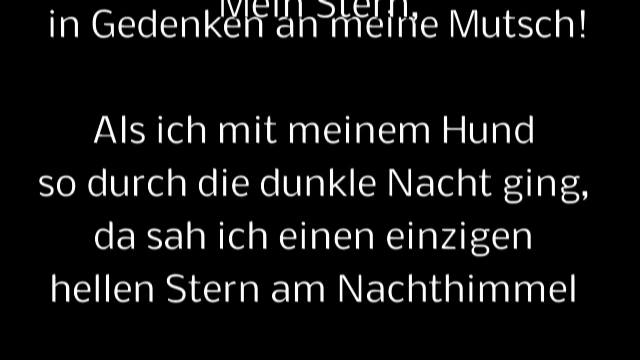 Mein Stern,
in Gedenken an meine Mutsch!
Als ich mit meinem Hund
so durch die dunkle Nacht ging,
da sah ich einen einzigen
hellen Stern am Nachthimmel